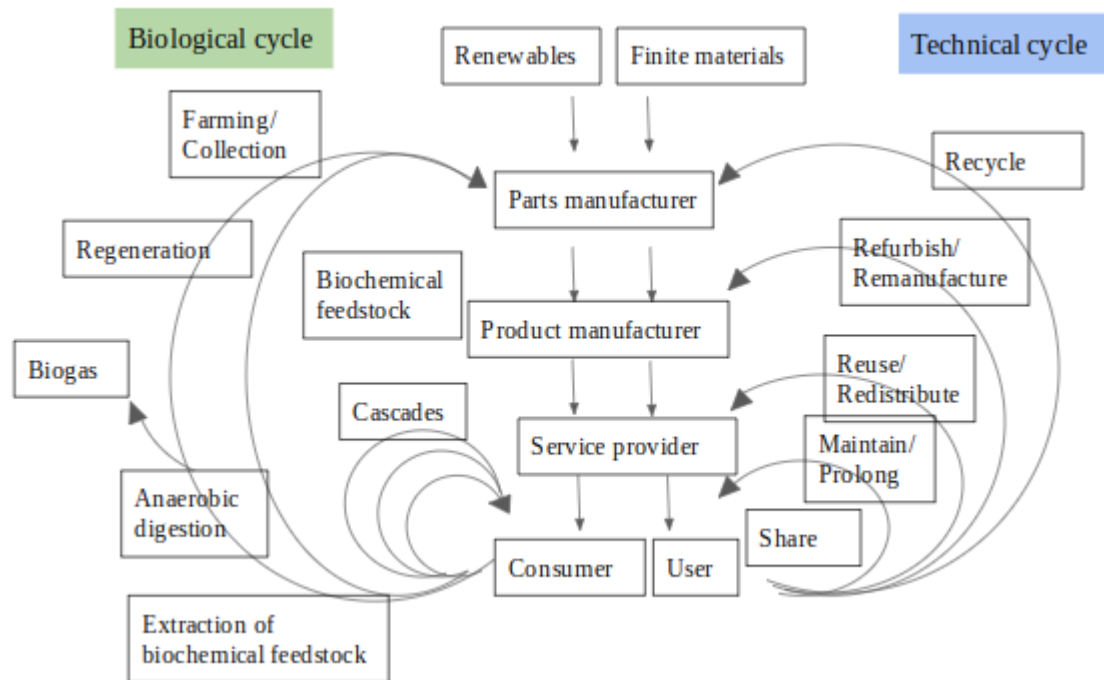 Biological cycle
Renewables
Finite materials
Technical cycle
Farming/
Collection
Recycle
Parts manufacturer
Regeneration
Refurbish/
Remanufacture
Biochemical
feedstock
Product manufacturer
Biogas
Reuse/
Redistribute
Cascades
Service provider
Maintain/
Prolong
Anaerobic
digestion
Share
Consumer
User
Extraction of
biochemical feedstock